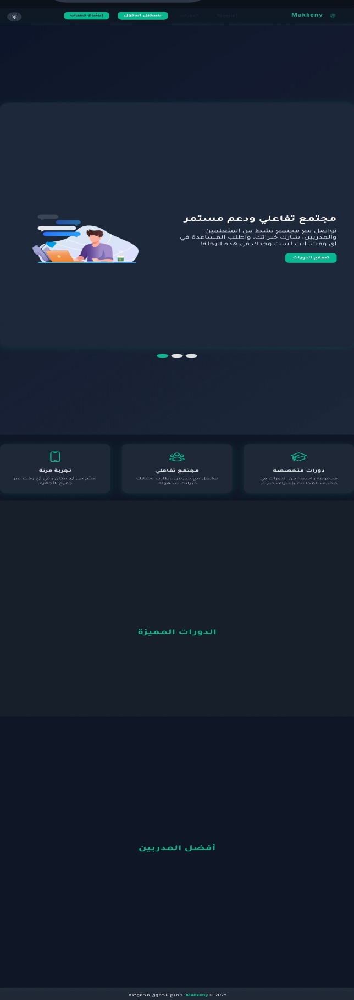 Makkeny
الرئيسية
الدورات
تسجيل الدخول
إنشاء حساب
مجتمع تفاعلي ودعم مستمر
تواصل مع مجتمع نشط من المتعلمين
والمدربين. شارك خبراتك، واطلب المساعدة في
أي وقت. أنت لست وحدك في هذه الرحلة!
تصفح الدورات
دورات متخصصة
مجموعة واسعة من الدورات في
مختلف المجالات بإشراف خبراء.
مجتمع تفاعلي
تواصل مع مدربين وطلاب وشارك
خبراتك بسهولة.
تجربة مرنة
تعلّم من أي مكان وفي أي وقت عبر
جميع الأجهزة.
الدورات المميزة
أفضل المدربين
2025 © Makkeny جميع الحقوق محفوظة.